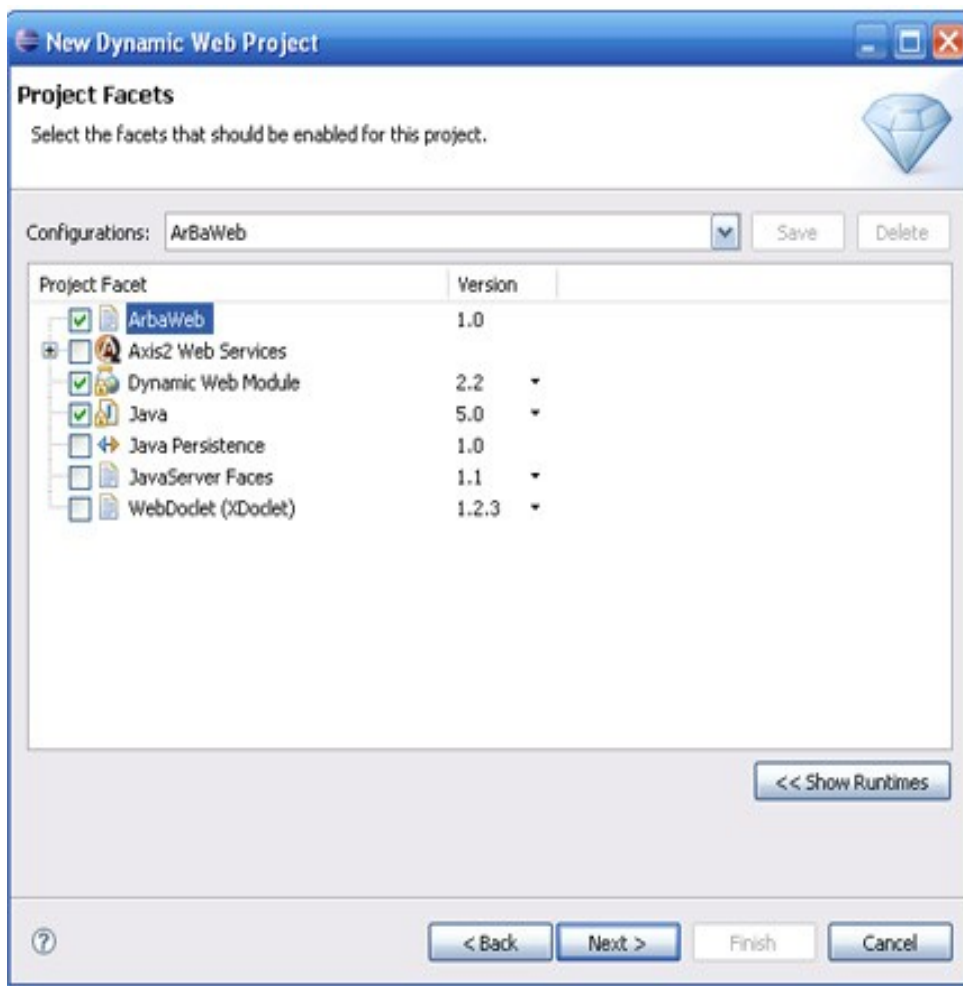 New Dynamic Web Project
Project Facets
Select the facets that should be enabled for this project.
Configurations: ArBaWeb Save Delete
Project Facet Version
ArbaWeb 1.0
Axis2 Web Services
Dynamic Web Module 2.2
Java 5.0
Java Persistence 1.0
JavaServer Faces 1.1
WebDoclet (XDoclet) 1.2.3
<< Show Runtimes
< Back Next > Finish Cancel